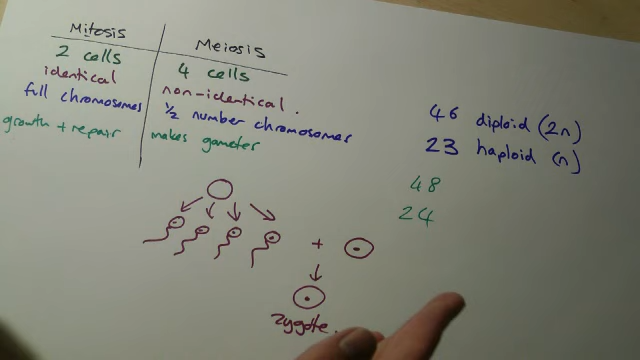 Mitosis
Meiosis
2 cells
4 cells
identical
non-identical.
full chromosomes
1/2 number chromosomes
growth + repair
makes gametes
46 diploid (2n)
23 haploid (n)
48
24
+
zygote.